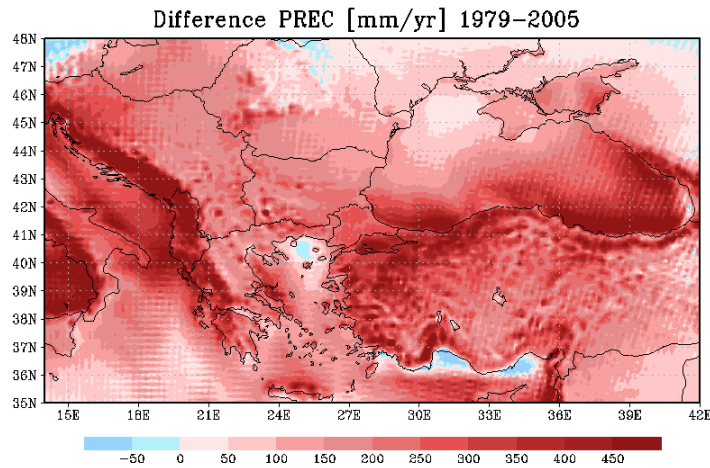 Difference PREC [mm/yr] 1979−2005
48N
47N
46N
45N
44N
43N
42N
41N
40N
39N
38N
37N
36N
35N
15E 18E 21E 24E 27E 30E 33E 36E 39E 42E
−50 0 50 100 150 200 250 300 350 400 450